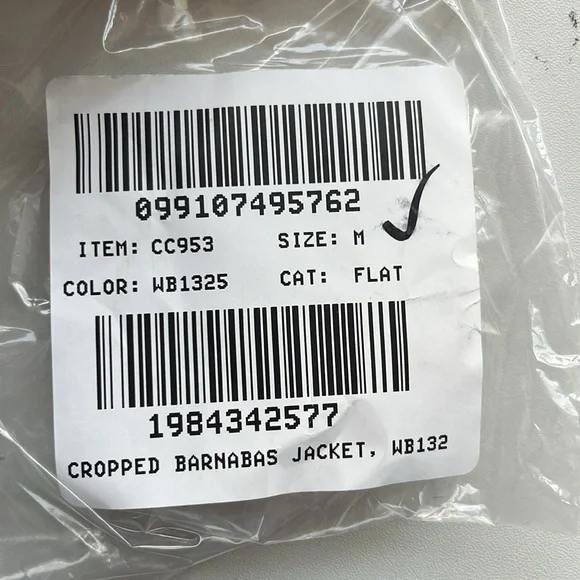 099107495762
ITEM: CC953 SIZE: M
COLOR: WB1325 CAT: FLAT
1984342577
CROPPED BARNABAS JACKET, WB132